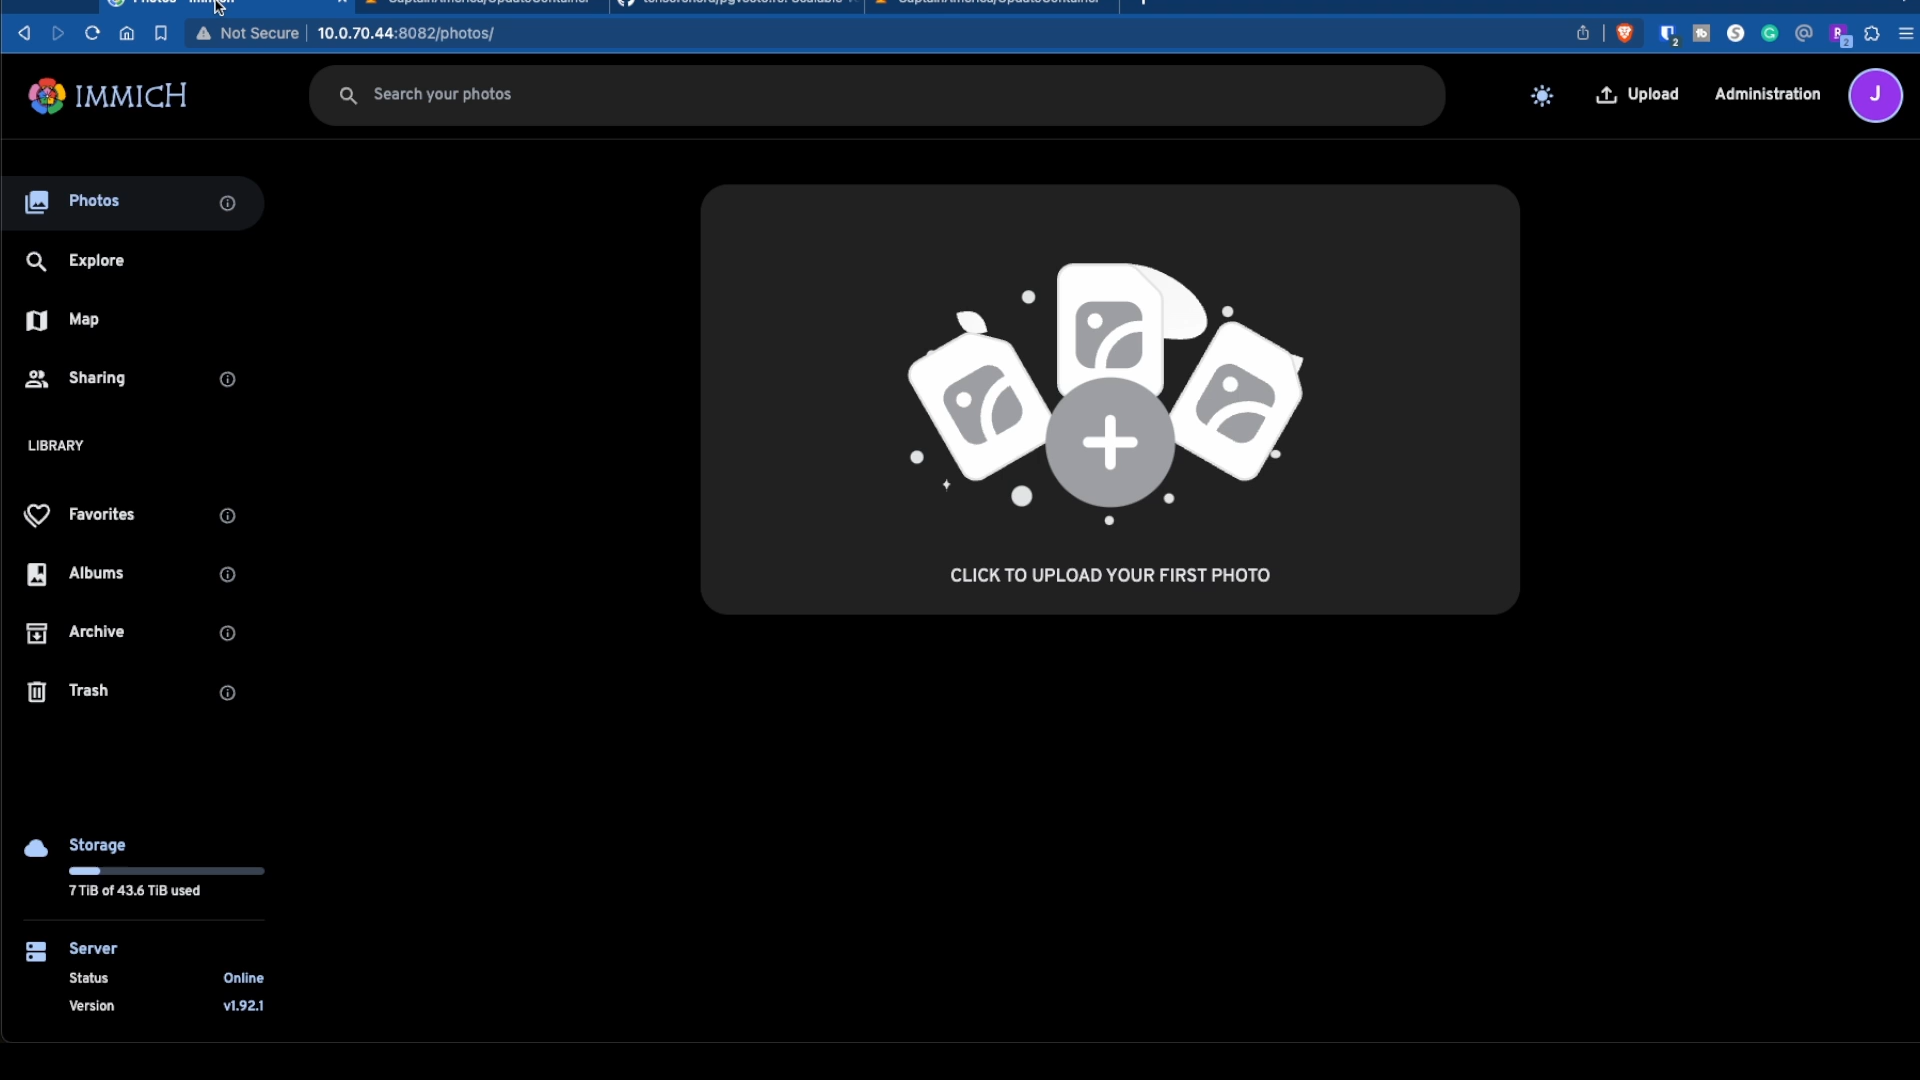 Not Secure
10.0.70.44:8082/photos/
2
2
IMMICH
Search your photos
Upload
Administration
J
Photos
Explore
Map
Sharing
LIBRARY
Favorites
Albums
Archive
Trash
CLICK TO UPLOAD YOUR FIRST PHOTO
Storage
7 TiB of 43.6 TiB used
Server
Status Online
Version v1.92.1